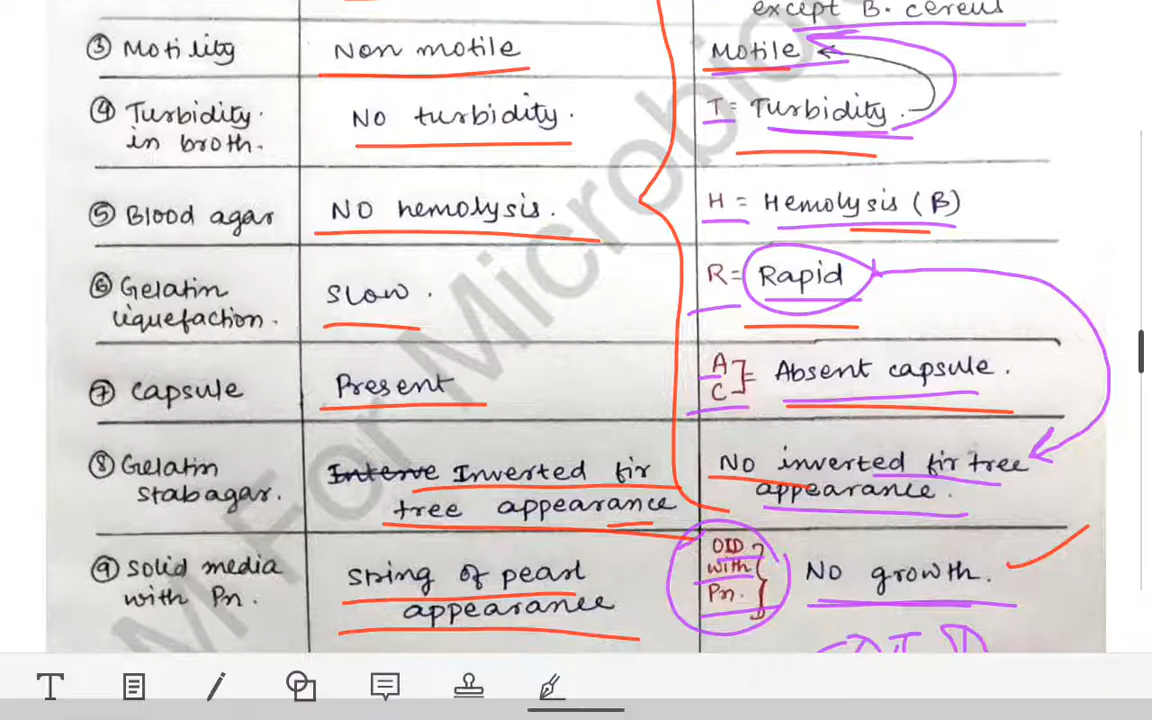 except B. cereus
③ Motility
Non motile
Motile
④ Turbidity
in broth.
No turbidity.
T = Turbidity.
⑤ Blood agar
NO hemolysis.
H = Hemolysis (B)
⑥ Gelatin
liquefaction.
Slow.
R = Rapid
⑦ Capsule
Present
A
C = Absent capsule.
⑧ Gelatin
stab agar.
Interve Inverted fir
tree appearance
No inverted fir tree
appearance.
⑨ Solid media
with Pn.
string of pearl
appearance
OID
with
Pn.
No growth.
M For Microbio